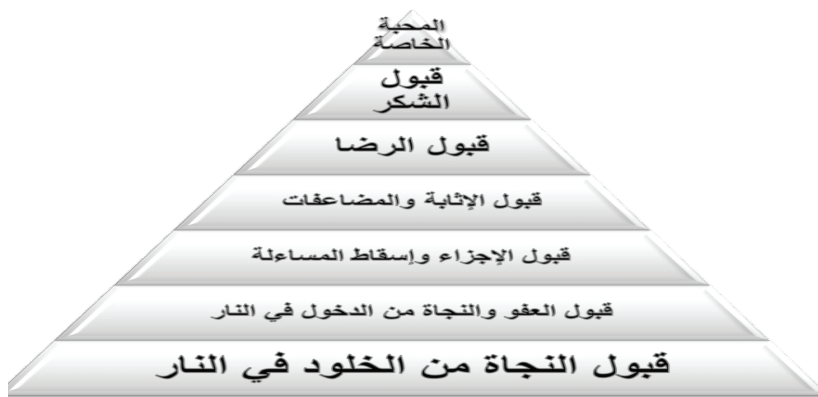 المحبة
الخاصة
قبول
الشكر
قبول الرضا
قبول الإثابة والمضاعفات
قبول الإجزاء وإسقاط المساءلة
قبول العفو والنجاة من الدخول في النار
قبول النجاة من الخلود في النار